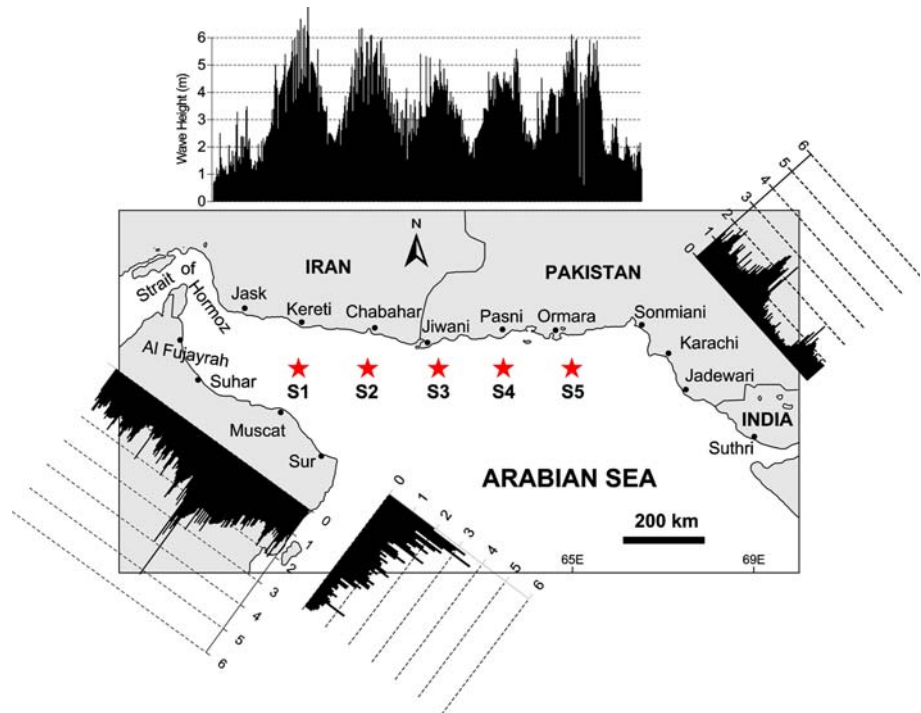 6
5
4
3
2
1
0
Wave Height (m)
N
IRAN
PAKISTAN
Strait of
Hormoz
Jask
Kereti
Chabahar
Jiwani
Pasni
Ormara
Sonmiani
Karachi
Jadewari
INDIA
Suthri
Al Fujayrah
Suhar
Muscat
Sur
S1
S2
S3
S4
S5
ARABIAN SEA
200 km
65E
69E
0
1
2
3
4
5
6
0
1
2
3
4
5
6
0
1
2
3
4
5
6